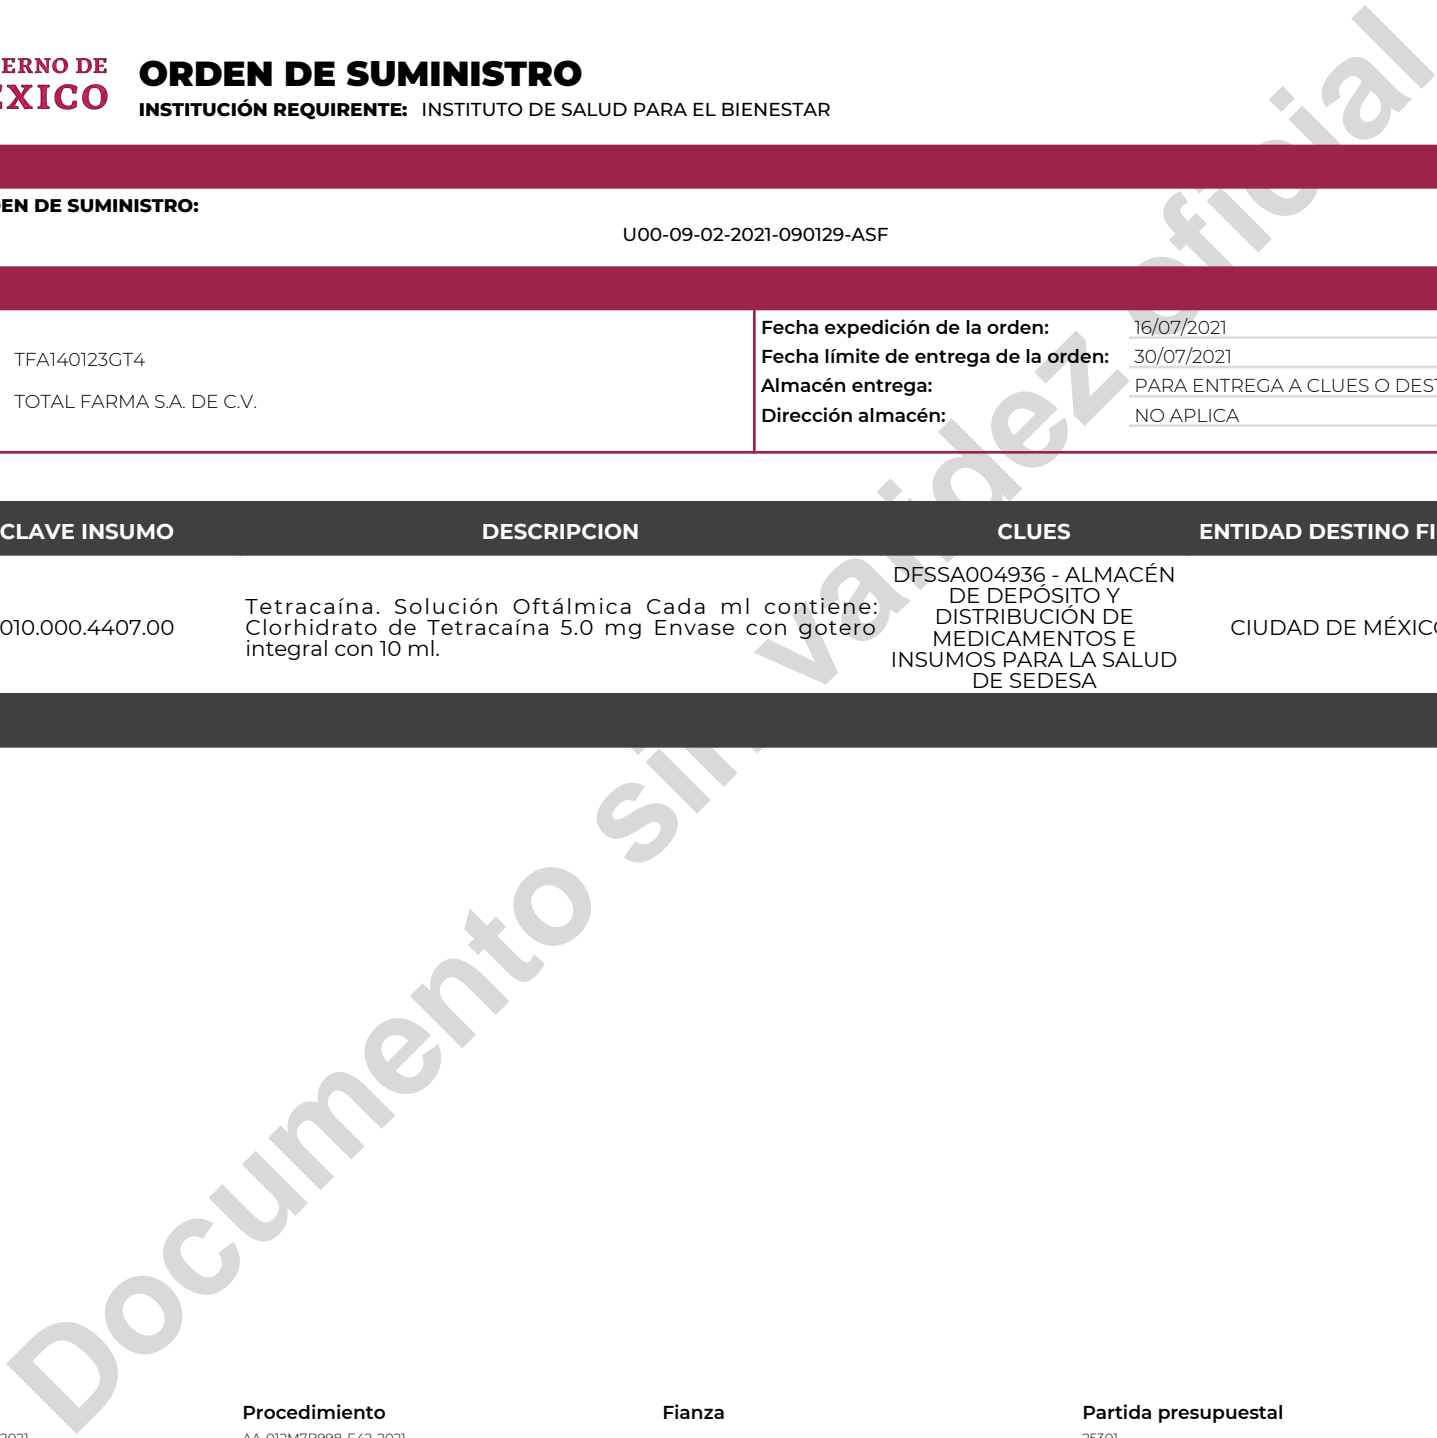 ERNO DE
ÉXICO
ORDEN DE SUMINISTRO
INSTITUCIÓN REQUIRENTE: INSTITUTO DE SALUD PARA EL BIENESTAR
EN DE SUMINISTRO:
U00-09-02-2021-090129-ASF
TFA140123GT4
TOTAL FARMA S.A. DE C.V.
Fecha expedición de la orden: 16/07/2021
Fecha límite de entrega de la orden: 30/07/2021
Almacén entrega: PARA ENTREGA A CLUES O DEST
Dirección almacén: NO APLICA
CLAVE INSUMO DESCRIPCION CLUES ENTIDAD DESTINO FI
010.000.4407.00
Tetracaína. Solución Oftálmica Cada ml contiene:
Clorhidrato de Tetracaína 5.0 mg Envase con gotero
integral con 10 ml.
DFSSA004936 - ALMACÉN
DE DEPÓSITO Y
DISTRIBUCIÓN DE
MEDICAMENTOS E
INSUMOS PARA LA SALUD
DE SEDESA
CIUDAD DE MÉXICO
Documento sin validez oficial
Procedimiento Fianza Partida presupuestal